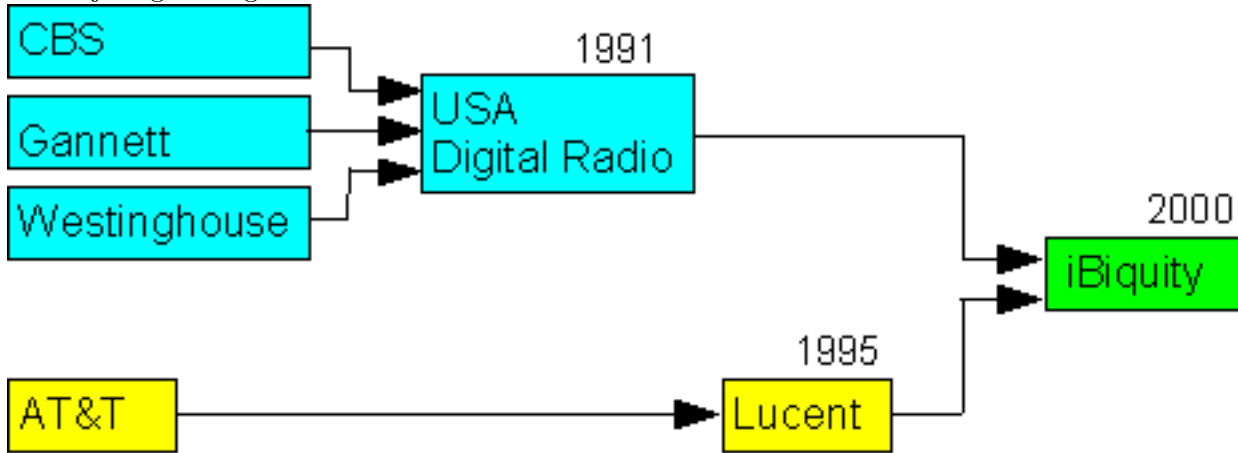 CBS
1991
USA
Digital Radio
Gannett
Westinghouse
2000
iBiquity
1995
AT&T
Lucent